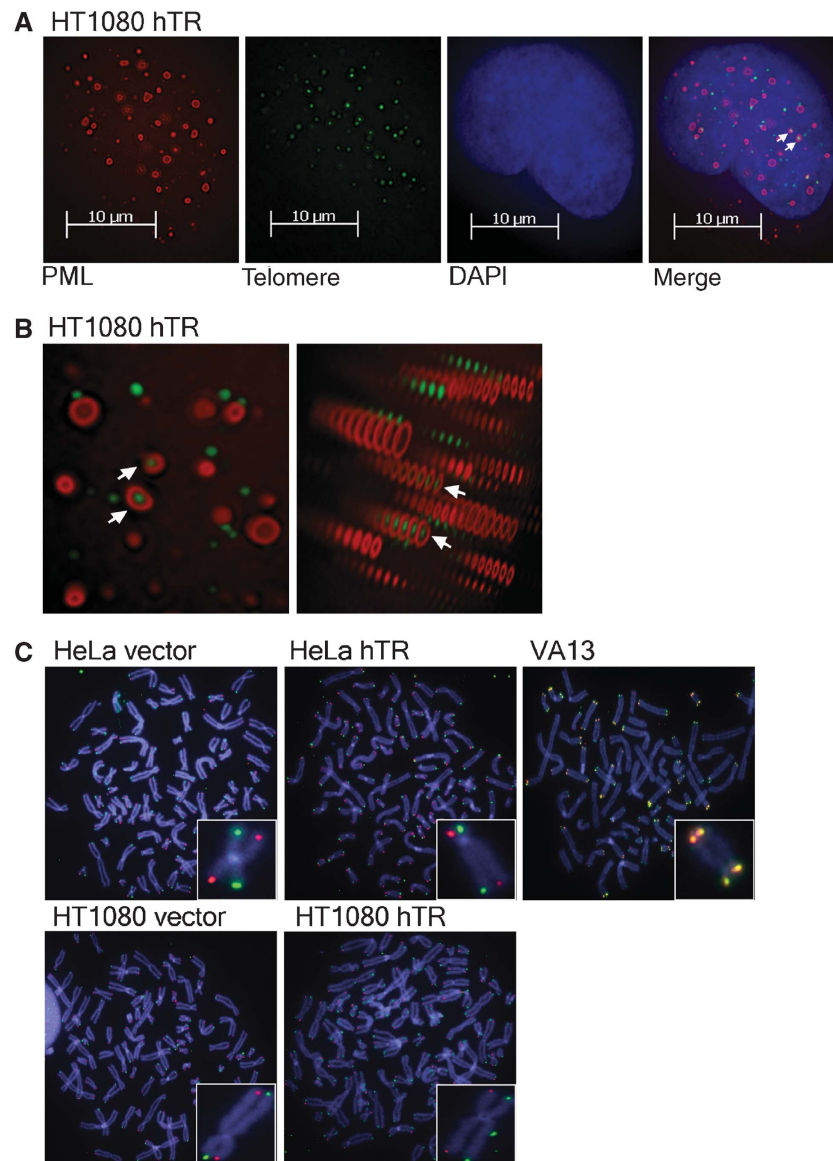 A HT1080 hTR
10 µm
10 µm
10 µm
10 µm
PML
Telomere
DAPI
Merge
B HT1080 hTR
C HeLa vector
HeLa hTR
VA13
HT1080 vector
HT1080 hTR